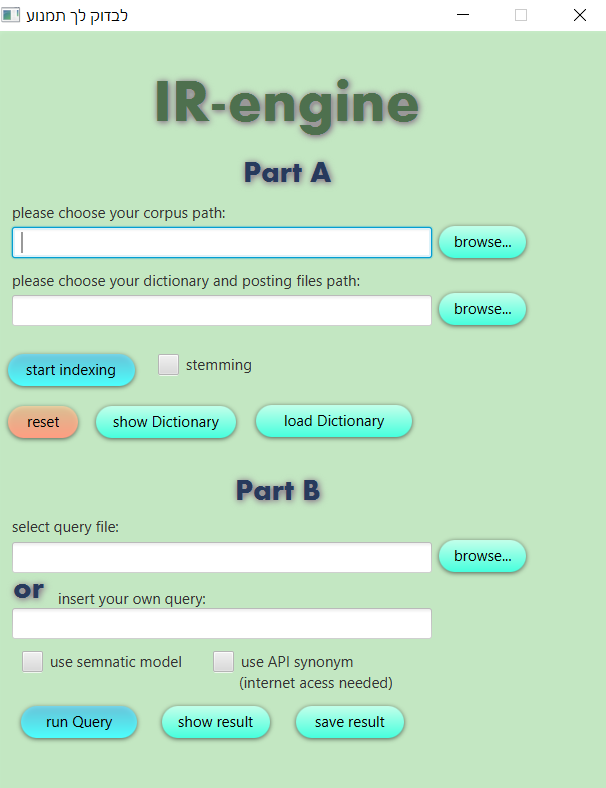 לבדוק לך תמנוע
IR-engine
Part A
please choose your corpus path:
browse...
please choose your dictionary and posting files path:
browse...
start indexing
stemming
reset
show Dictionary
load Dictionary
Part B
select query file:
browse...
or
insert your own query:
use semnatic model
use API synonym
(internet acess needed)
run Query
show result
save result